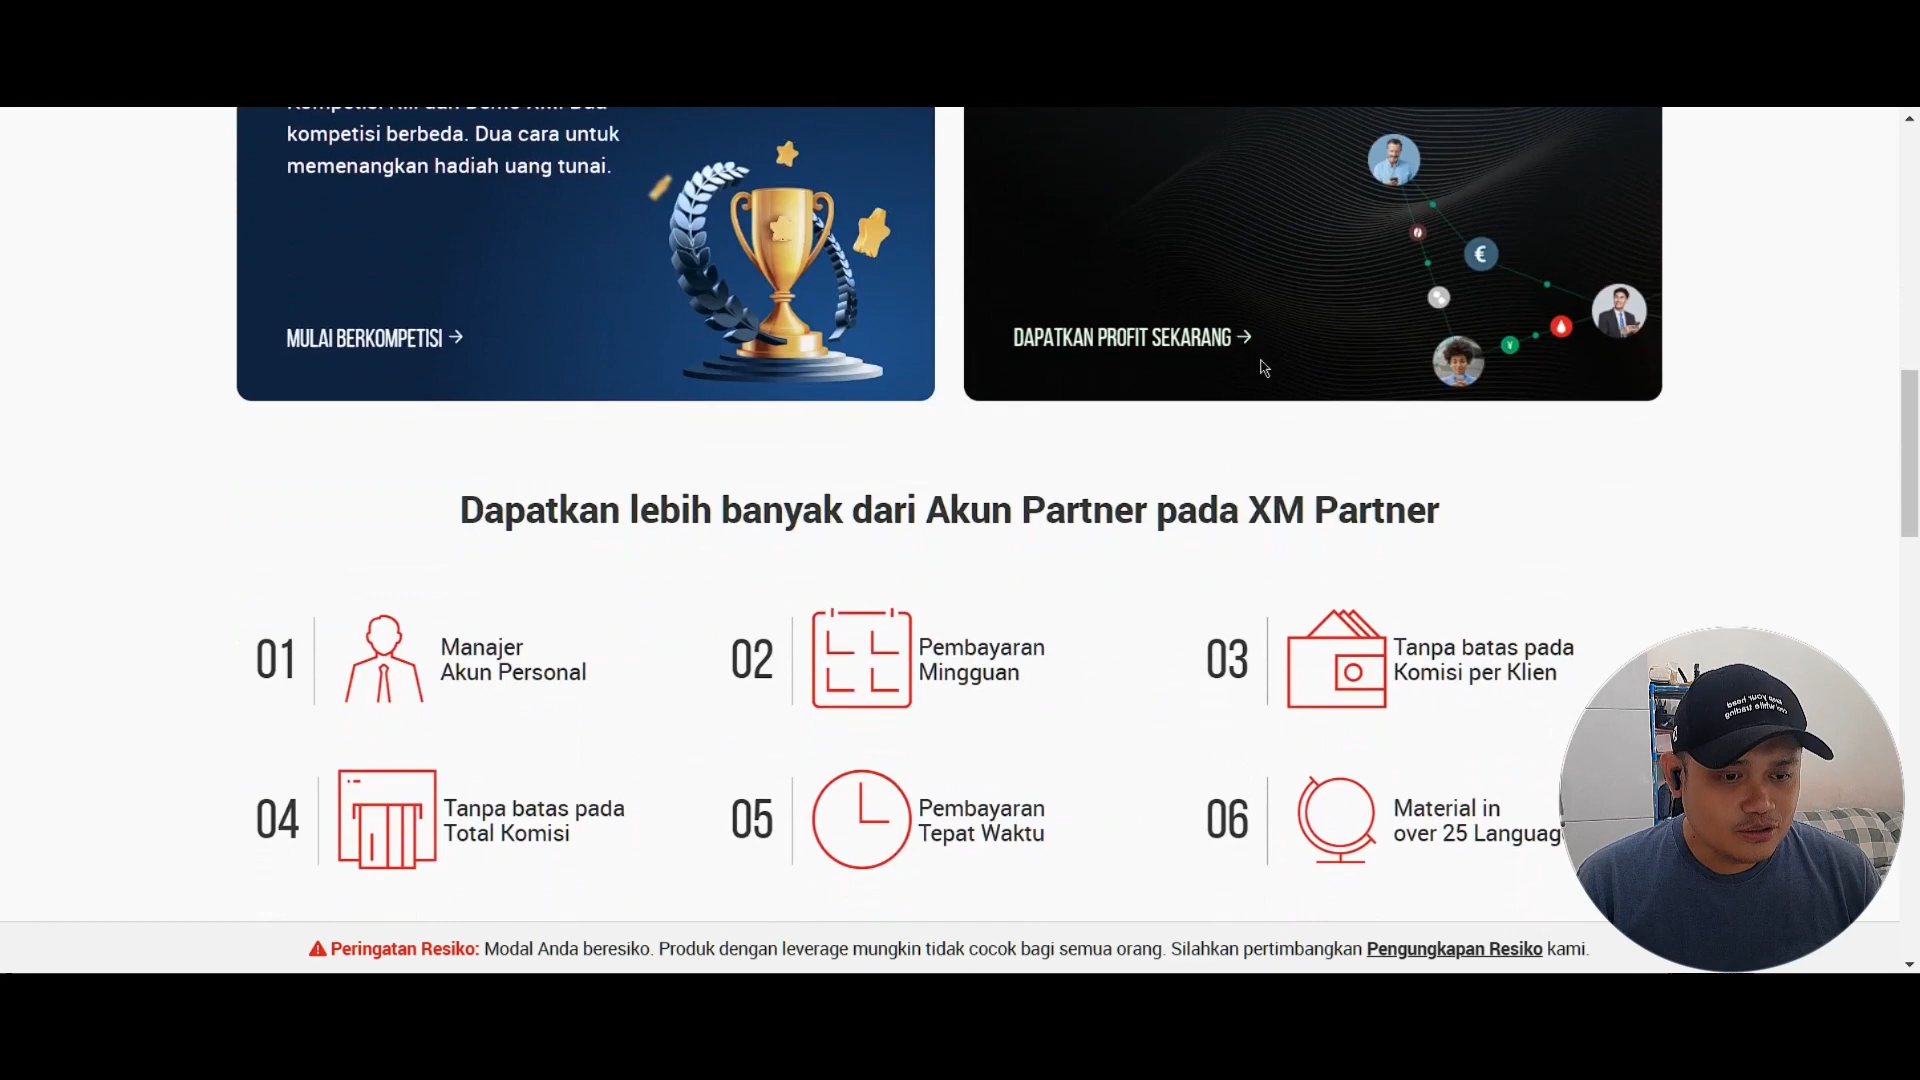 kompetisi berbeda. Dua cara untuk
memenangkan hadiah uang tunai.
MULAI BERKOMPETISI →
DAPATKAN PROFIT SEKARANG →
Dapatkan lebih banyak dari Akun Partner pada XM Partner
01
Manajer
Akun Personal
02
Pembayaran
Mingguan
03
Tanpa batas pada
Komisi per Klien
04
Tanpa batas pada
Total Komisi
05
Pembayaran
Tepat Waktu
06
Material in
over 25 Languag
Peringatan Resiko: Modal Anda beresiko. Produk dengan leverage mungkin tidak cocok bagi semua orang. Silahkan pertimbangkan Pengungkapan Resiko kami.